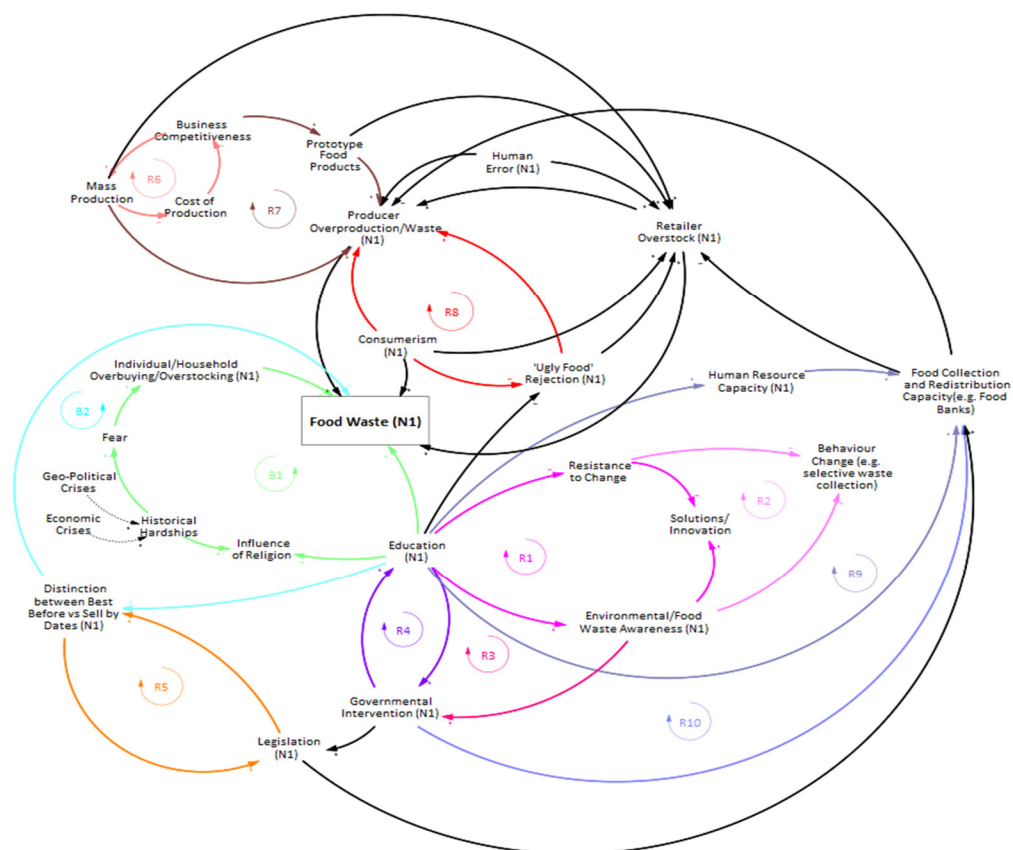 Business
Competitiveness
Prototype
Food
Products
Human
Error (N1)
R6
Mass
Production
Cost of
Production
R7
Producer
Overproduction/Waste
(N1)
Retailer
Overstock (N1)
R8
Consumerism
(N1)
'Ugly Food'
Rejection (N1)
Individual/Household
Overbuying/Overstocking (N1)
Human Resource
Capacity (N1)
Food Collection
and Redistribution
Capacity(e.g. Food
Banks)
B2
Food Waste (N1)
Fear
B1
Geo-Political
Crises
Economic
Crises
Historical
Hardships
Influence
of Religion
Resistance
to Change
Behaviour
Change (e.g.
selective waste
collection)
R2
Solutions/
Innovation
Education
(N1)
R1
R9
Distinction
between Best
Before vs Sell by
Dates (N1)
Environmental/Food
Waste Awareness (N1)
R4
R3
R5
Governmental
Intervention (N1)
R10
Legislation
(N1)